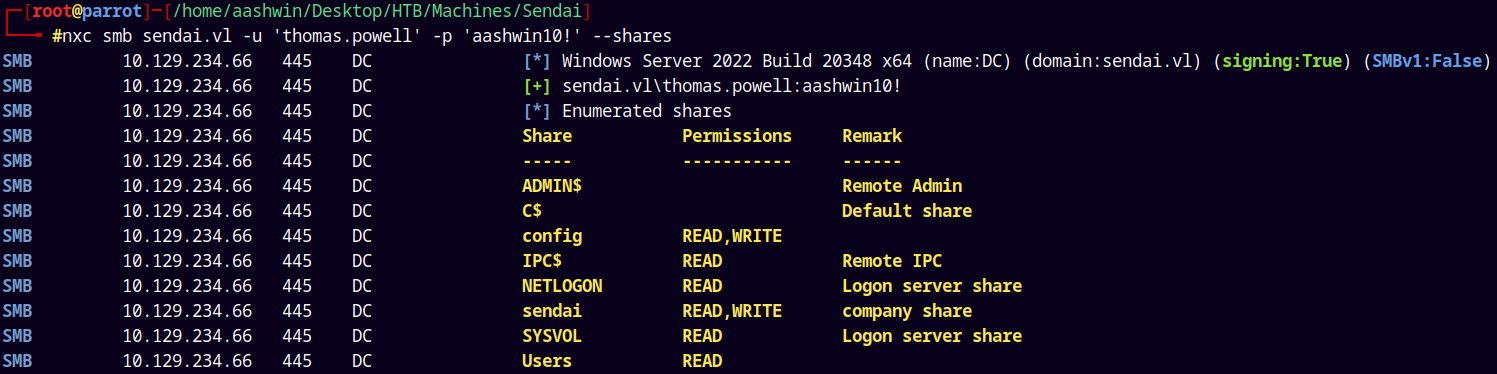 [root@parrot]─[/home/aashwin/Desktop/HTB/Machines/Sendai]
#nxc smb sendai.vl -u 'thomas.powell' -p 'aashwin10!' --shares
SMB 10.129.234.66 445 DC [*] Windows Server 2022 Build 20348 x64 (name:DC) (domain:sendai.vl) (signing:True) (SMBv1:False)
SMB 10.129.234.66 445 DC [+] sendai.vl\thomas.powell:aashwin10!
SMB 10.129.234.66 445 DC [*] Enumerated shares
SMB 10.129.234.66 445 DC Share Permissions Remark
SMB 10.129.234.66 445 DC ----- ----------- ------
SMB 10.129.234.66 445 DC ADMIN$ Remote Admin
SMB 10.129.234.66 445 DC C$ Default share
SMB 10.129.234.66 445 DC config READ,WRITE
SMB 10.129.234.66 445 DC IPC$ READ Remote IPC
SMB 10.129.234.66 445 DC NETLOGON READ Logon server share
SMB 10.129.234.66 445 DC sendai READ,WRITE company share
SMB 10.129.234.66 445 DC SYSVOL READ Logon server share
SMB 10.129.234.66 445 DC Users READ